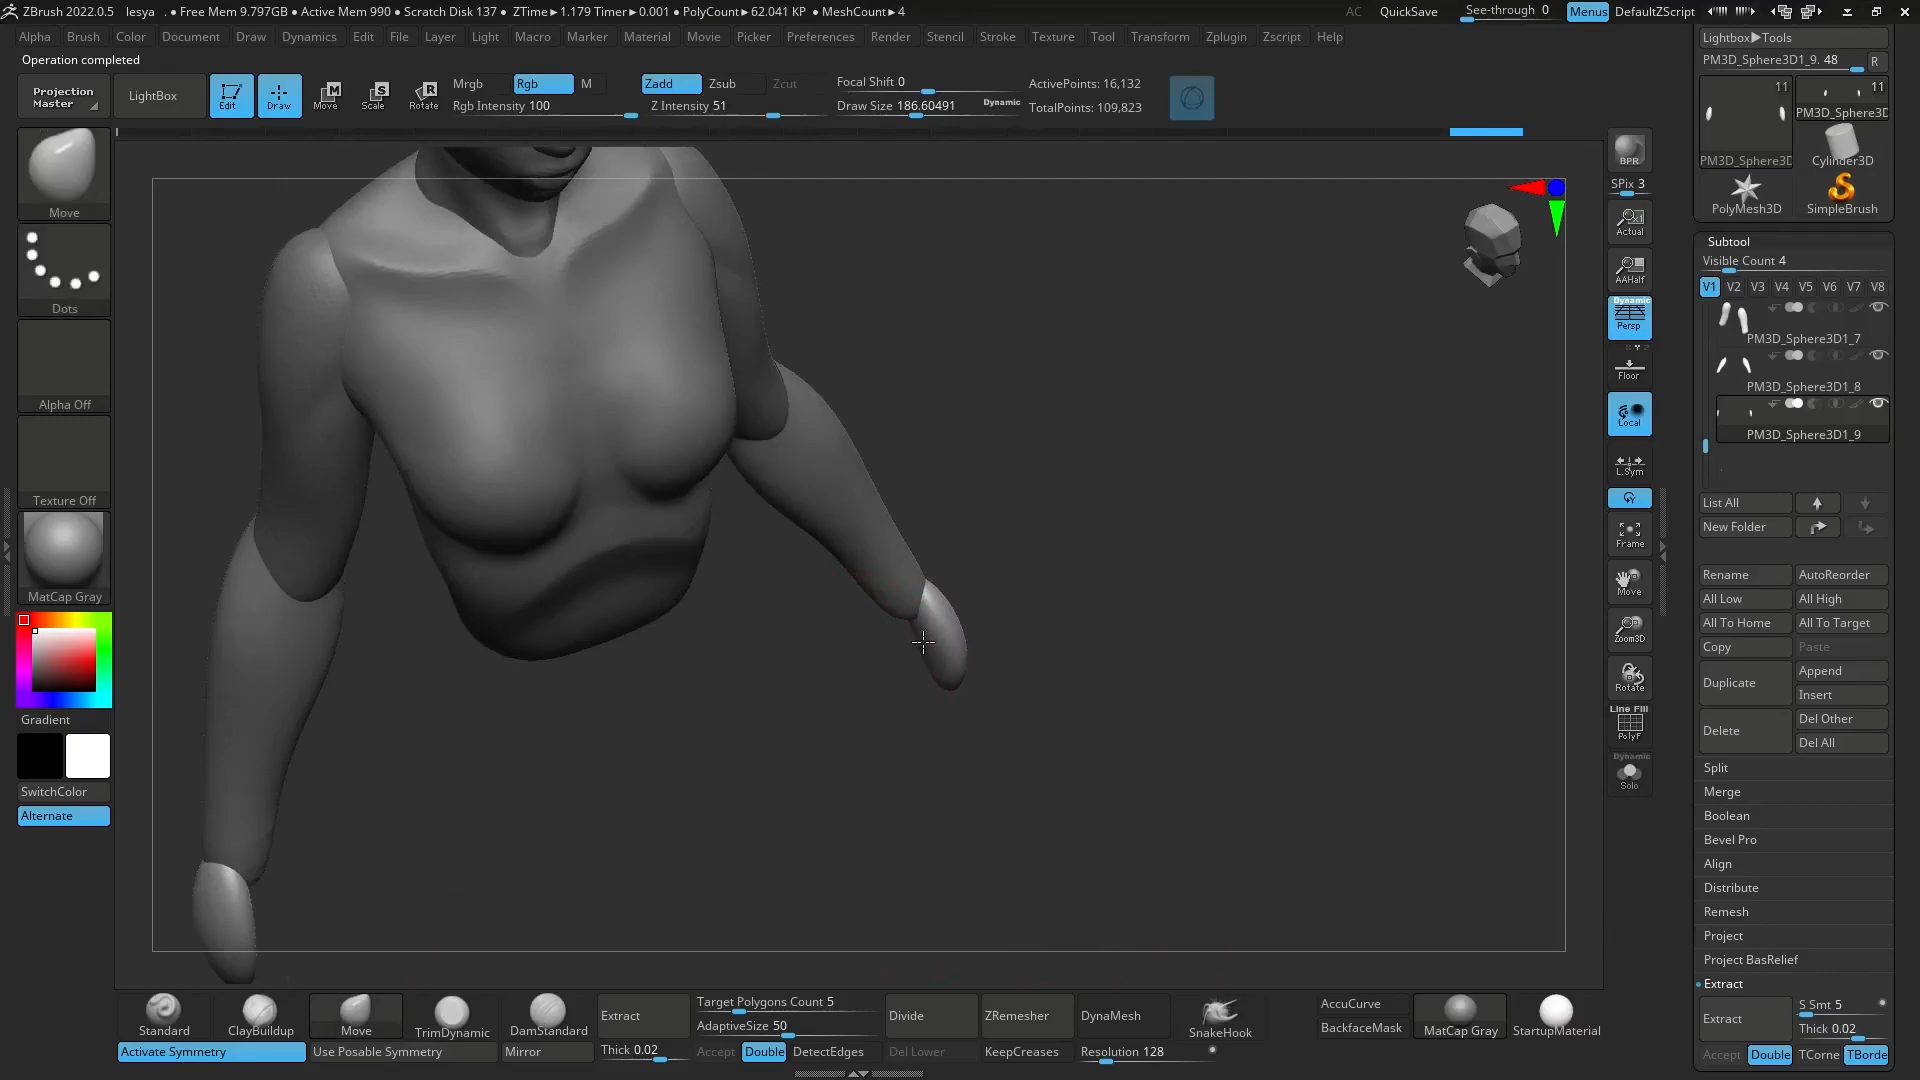 ZBrush 2022.0.5 lesya . • Free Mem 9.797GB • Active Mem 990 • Scratch Disk 137 • ZTime►1.179 Timer►0.001 • PolyCount►62.041 KP • MeshCount►4 AC QuickSave See-through 0 Menus DefaultZScript
Alpha Brush Color Document Draw Dynamics Edit File Layer Light Macro Marker Material Movie Picker Preferences Render Stencil Stroke Texture Tool Transform Zplugin Zscript Help
Operation completed
Projection Master
LightBox
Edit Draw Move Scale Rotate
Mrgb Rgb M
Rgb Intensity 100
Zadd Zsub Zcut
Z Intensity 51
Focal Shift 0
Draw Size 186.60491 Dynamic
ActivePoints: 16,132
TotalPoints: 109,823
Move
Dots
Alpha Off
Texture Off
MatCap Gray
Gradient
SwitchColor
Alternate
BPR
SPix 3
Actual
AAHalf
Dynamic
Persp
Floor
Local
L.Sym
Frame
Move
Zoom3D
Rotate
Line Fill
PolyF
Dynamic
Solo
Lightbox►Tools
PM3D_Sphere3D1_9. 48 R
11 11
PM3D_Sphere3D
PM3D_Sphere3D Cylinder3D
PolyMesh3D SimpleBrush
Subtool
Visible Count 4
V1 V2 V3 V4 V5 V6 V7 V8
PM3D_Sphere3D1_7
PM3D_Sphere3D1_8
PM3D_Sphere3D1_9
List All
New Folder
Rename AutoReorder
All Low All High
All To Home All To Target
Copy Paste
Duplicate Append
Insert
Delete Del Other
Del All
Split
Merge
Boolean
Bevel Pro
Align
Distribute
Remesh
Project
Project BasRelief
Extract
Extract S Smt 5
Thick 0.02
Accept Double TCorne TBorde
Standard ClayBuildup Move TrimDynamic DamStandard Extract
Target Polygons Count 5
AdaptiveSize 50
Divide ZRemesher DynaMesh SnakeHook
AccuCurve
BackfaceMask
MatCap Gray StartupMaterial
Activate Symmetry Use Posable Symmetry Mirror Thick 0.02 Accept Double DetectEdges Del Lower KeepCreases Resolution 128